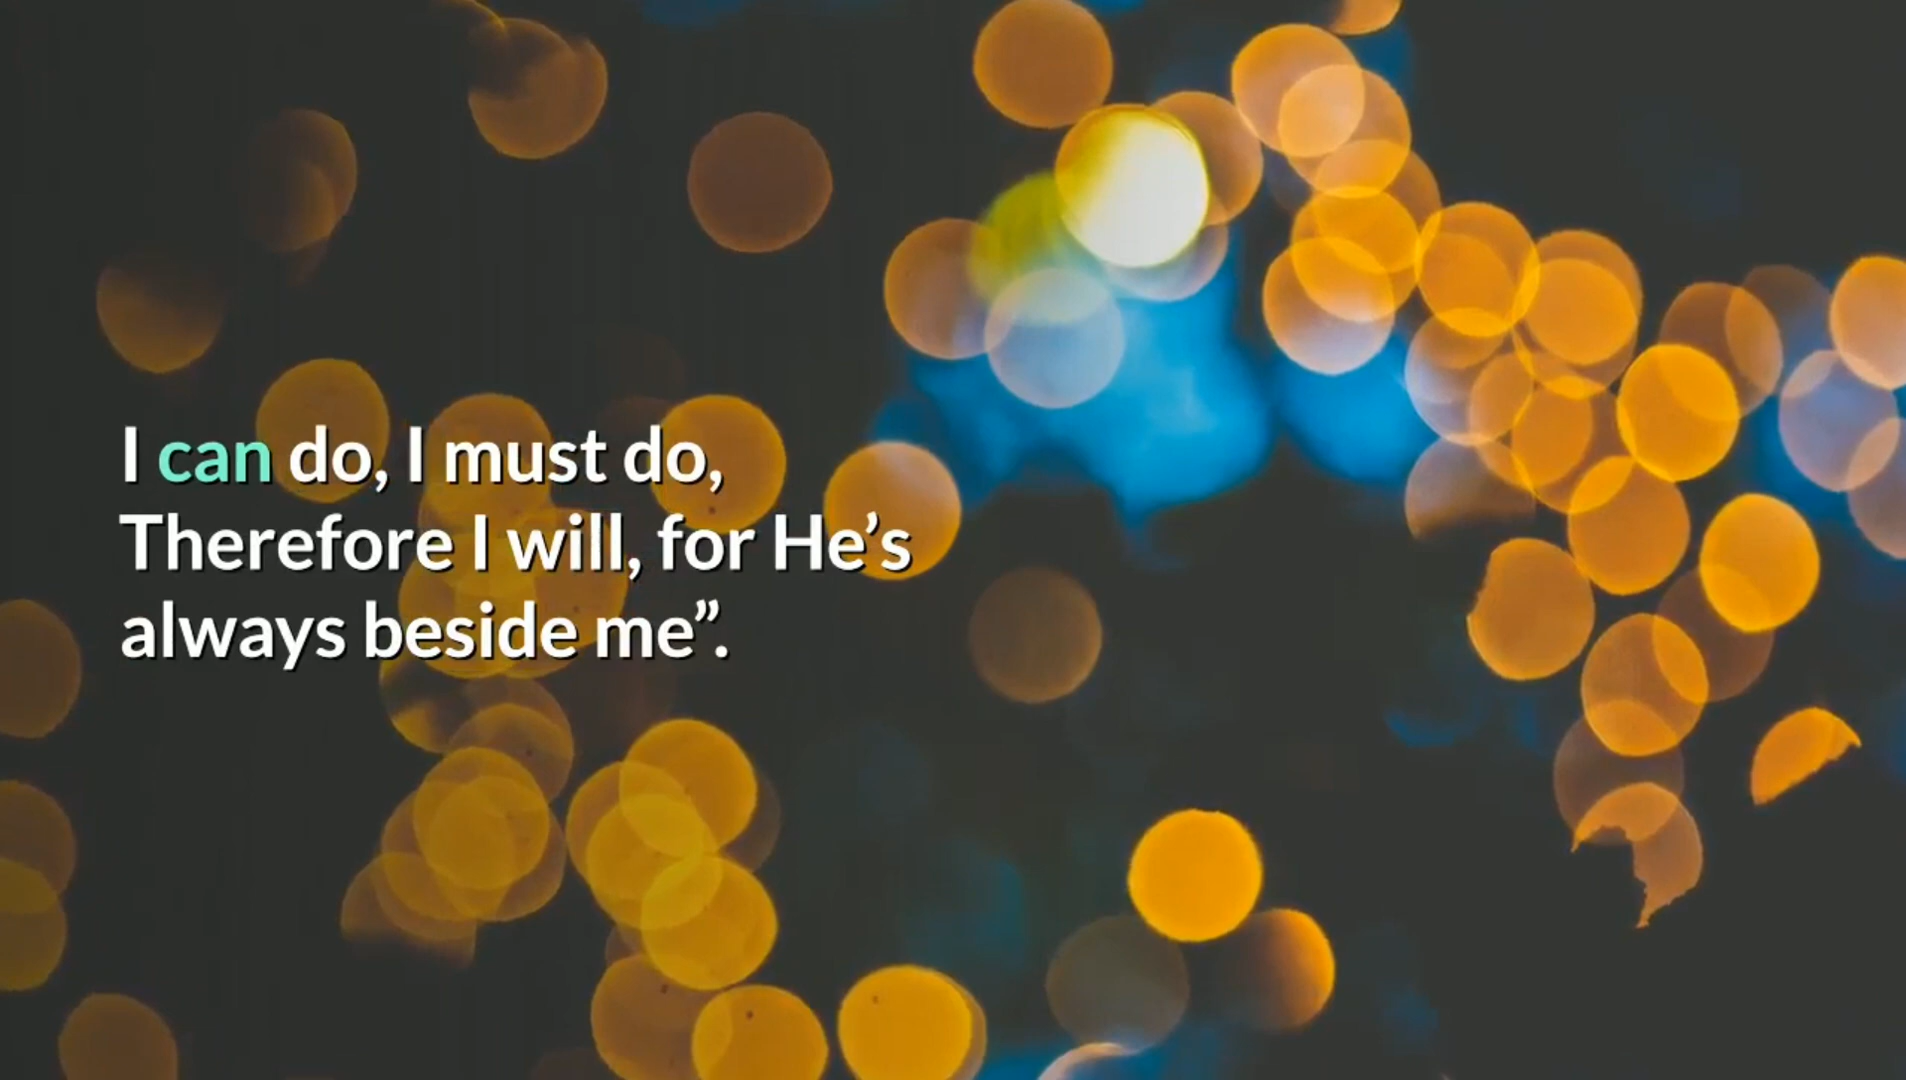 I can do, I must do,
Therefore I will, for He’s
always beside me”.